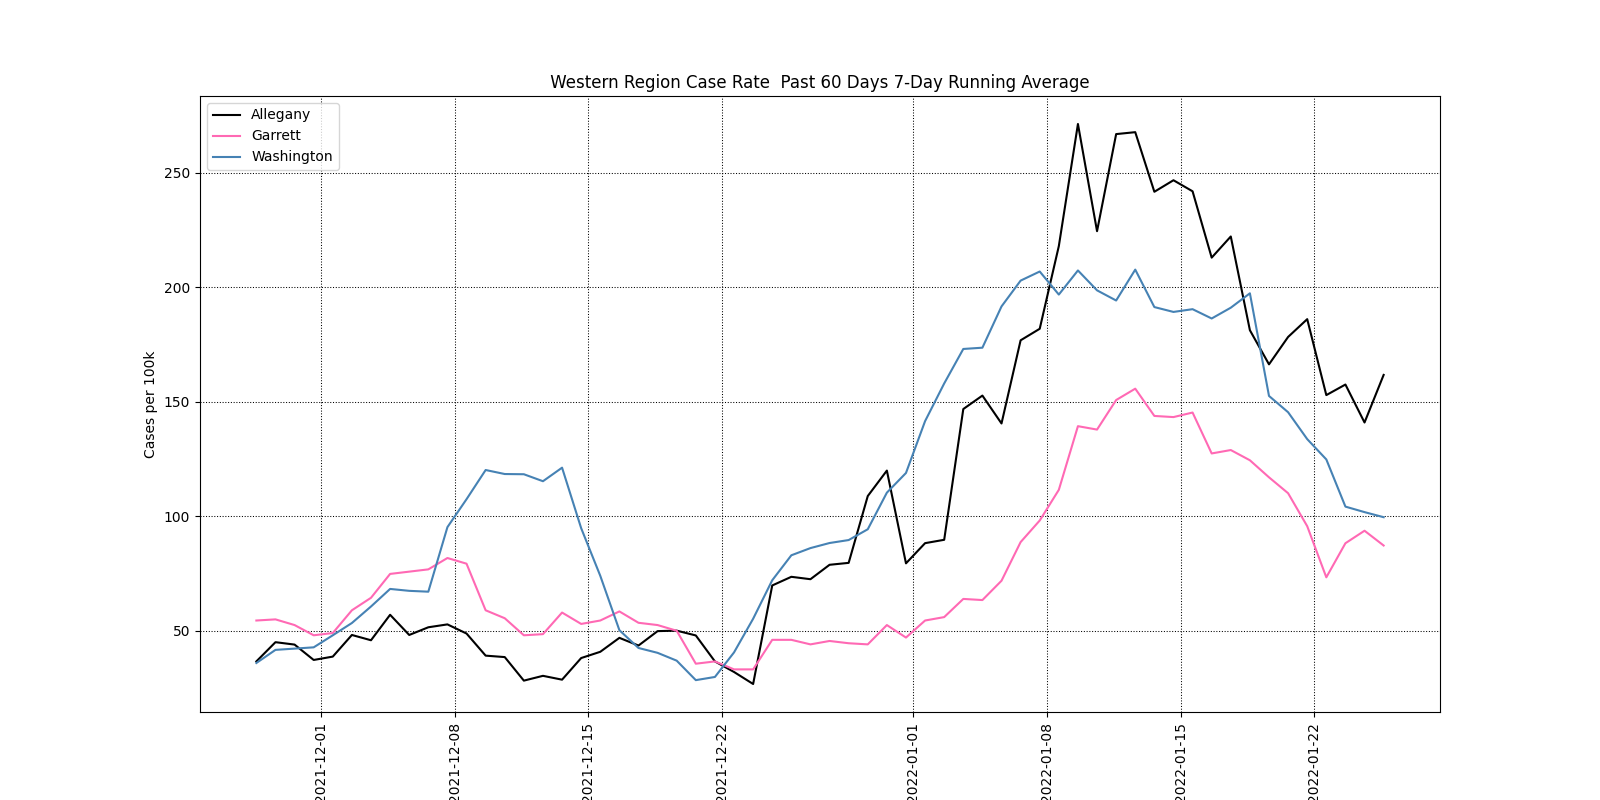 Western Region Case Rate  Past 60 Days 7-Day Running Average
Allegany
Garrett
Washington
Cases per 100k
250
200
150
100
50
2021-12-01
2021-12-08
2021-12-15
2021-12-22
2022-01-01
2022-01-08
2022-01-15
2022-01-22